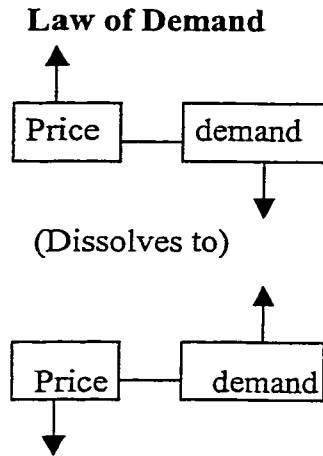 Law of Demand
Price demand
(Dissolves to)
Price demand